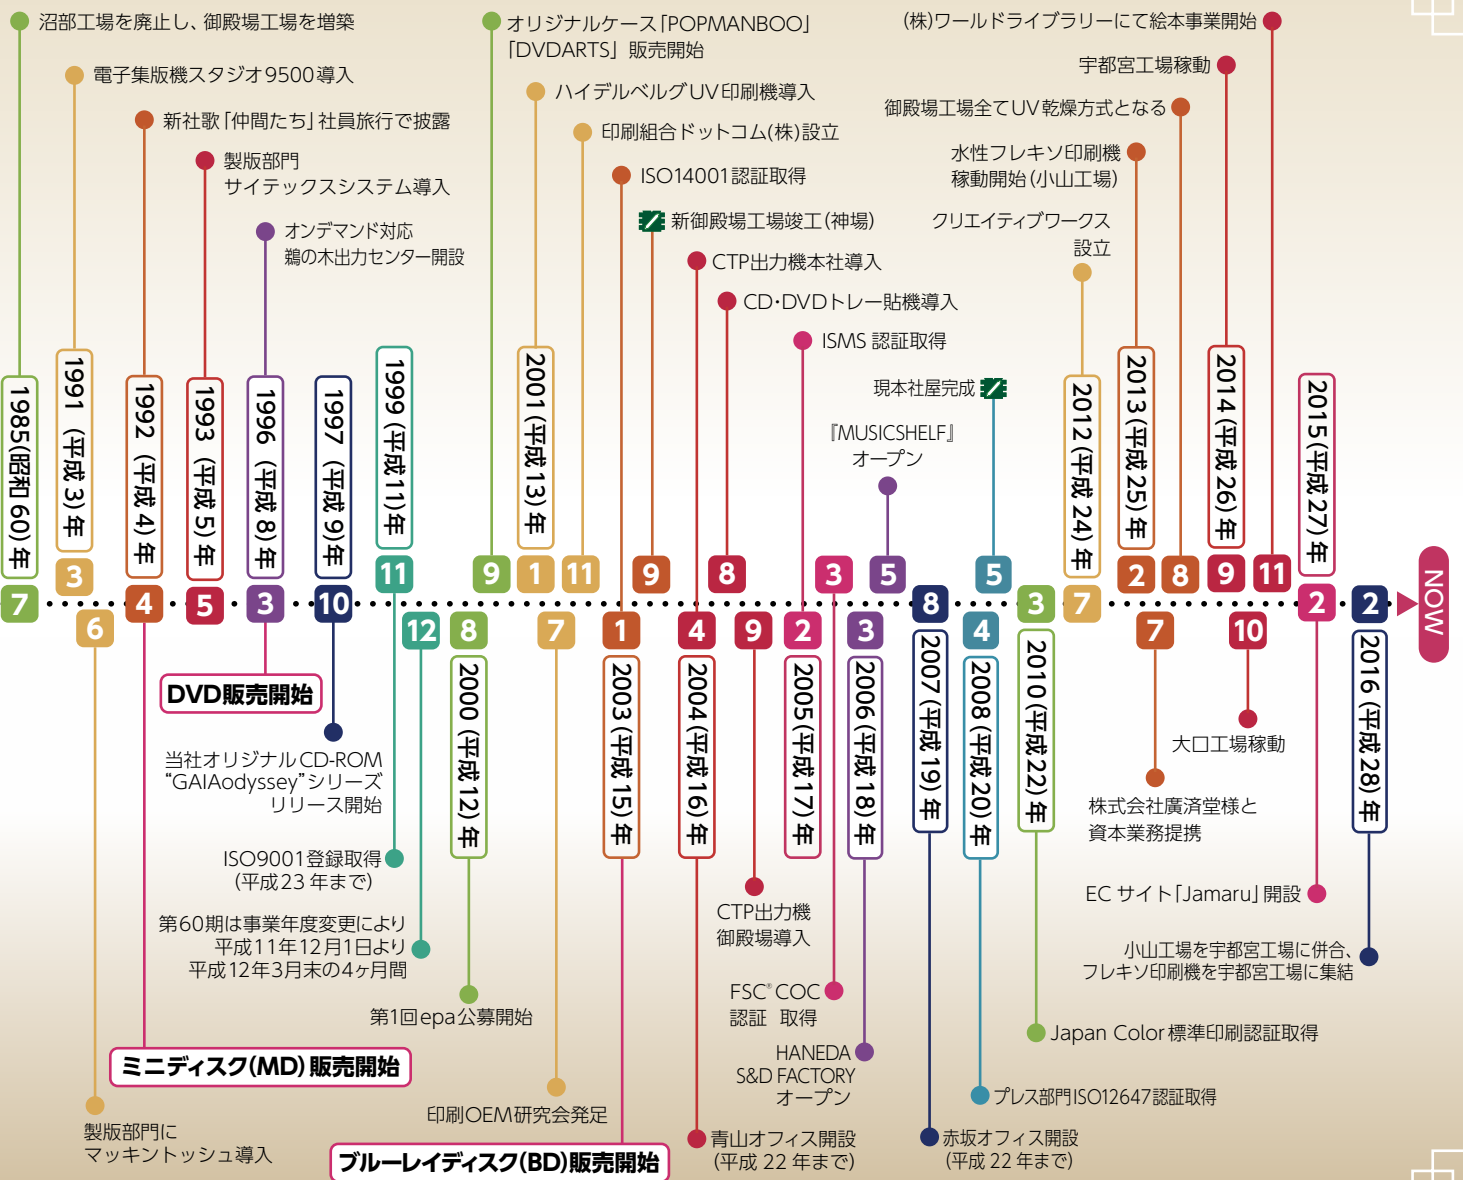 沼部工場を廃止し、御殿場工場を増築
電子集版機スタジオ9500導入
新社歌「仲間たち」社員旅行で披露
製版部門
サイテックスシステム導入
オンデマンド対応
鵜の木出力センター開設
オリジナルケース「POPMANBOO」
「DVDARTS」販売開始
ハイデルベルグUV印刷機導入
印刷組合ドットコム(株)設立
ISO14001認証取得
新御殿場工場竣工(神場)
CTP出力機本社導入
CD・DVDトレー貼機導入
ISMS 認証取得
現本社屋完成
『MUSICSHELF』
オープン
(株)ワールドライブラリーにて絵本事業開始
宇都宮工場稼動
御殿場工場全てUV乾燥方式となる
水性フレキソ印刷機
稼動開始(小山工場)
クリエイティブワークス
設立
1985(昭和60)年
1991(平成3)年
1992(平成4)年
1993(平成5)年
1996(平成8)年
1997(平成9)年
1999(平成11)年
2001(平成13)年
2012(平成24)年
2013(平成25)年
2014(平成26)年
2015(平成27)年
3
11
9
1
11
9
8
3
5
5
2
8
9
11
7
4
5
3
10
8
3
7
2
2
NOW
6
12
8
7
1
4
9
2
3
4
7
10
2000(平成12)年
2003(平成15)年
2004(平成16)年
2005(平成17)年
2006(平成18)年
2007(平成19)年
2008(平成20)年
2010(平成22)年
2016(平成28)年
DVD販売開始
当社オリジナルCD-ROM
“GAIAodyssey”シリーズ
リリース開始
ISO9001登録取得
(平成23年まで)
第60期は事業年度変更により
平成11年12月1日より
平成12年3月末の4ヶ月間
第1回epa公募開始
ミニディスク(MD)販売開始
製版部門に
マッキントッシュ導入
印刷OEM研究会発足
ブルーレイディスク(BD)販売開始
CTP出力機
御殿場導入
FSC® COC
認証 取得
HANEDA
S&D FACTORY
オープン
青山オフィス開設
(平成 22 年まで)
赤坂オフィス開設
(平成 22 年まで)
プレス部門ISO12647認証取得
Japan Color標準印刷認証取得
株式会社廣済堂様と
資本業務提携
大口工場稼動
EC サイト「Jamaru」開設
小山工場を宇都宮工場に併合、
フレキソ印刷機を宇都宮工場に集結